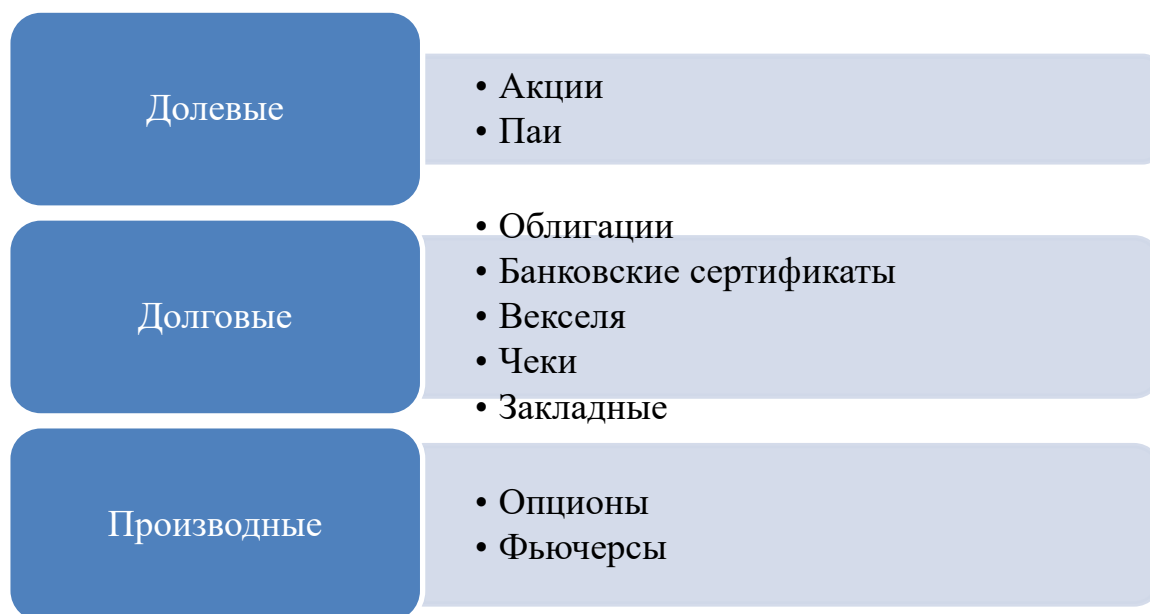 Долевые
• Акции
• Паи
Долговые
• Облигации
• Банковские сертификаты
• Векселя
• Чеки
• Закладные
Производные
• Опционы
• Фьючерсы